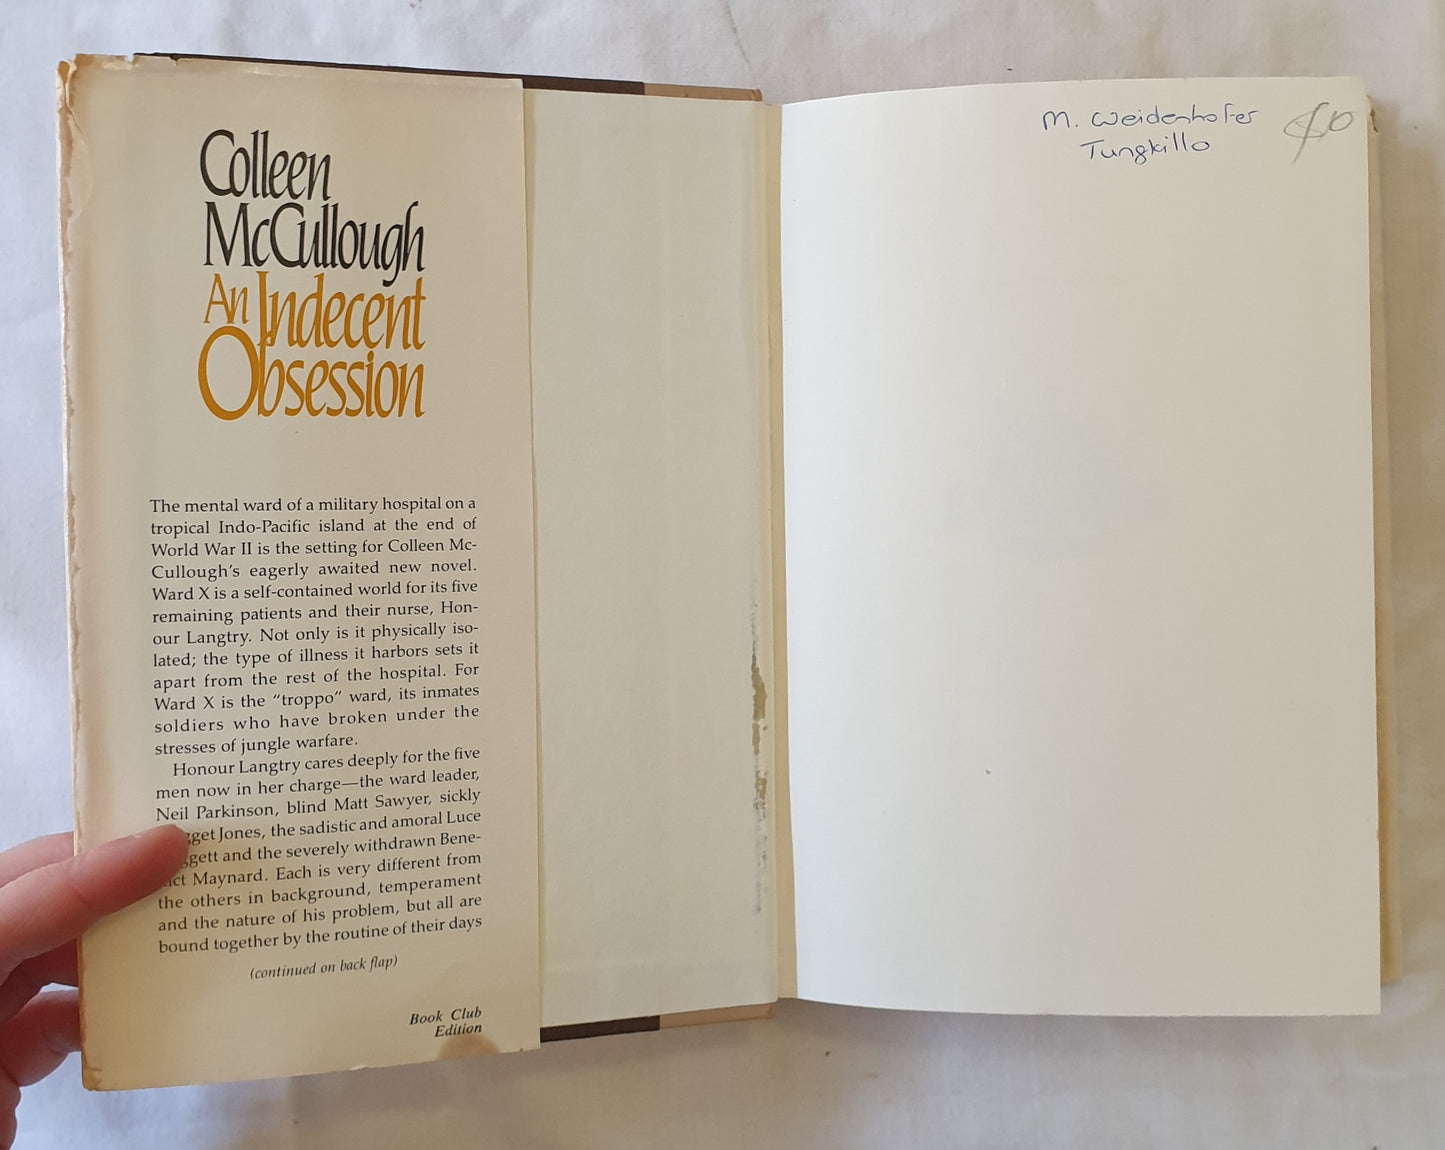 Colleen
McCullough
An Indecent
Obsession
The mental ward of a military hospital on a
tropical Indo-Pacific island at the end of
World War II is the setting for Colleen Mc-
Cullough's eagerly awaited new novel.
Ward X is a self-contained world for its five
remaining patients and their nurse, Hon-
our Langtry. Not only is it physically iso-
lated; the type of illness it harbors sets it
apart from the rest of the hospital. For
Ward X is the “troppo” ward, its inmates
soldiers who have broken under the
stresses of jungle warfare.
Honour Langtry cares deeply for the five
men now in her charge—the ward leader,
Neil Parkinson, blind Matt Sawyer, sickly
Jones, the sadistic and amoral Luce
and the severely withdrawn Bene-
Maynard. Each is very different from
the others in background, temperament
and the nature of his problem, but all are
bound together by the routine of their days
(continued on back flap)
Book Club
Edition
M. Weidenhofer
Tungkillo